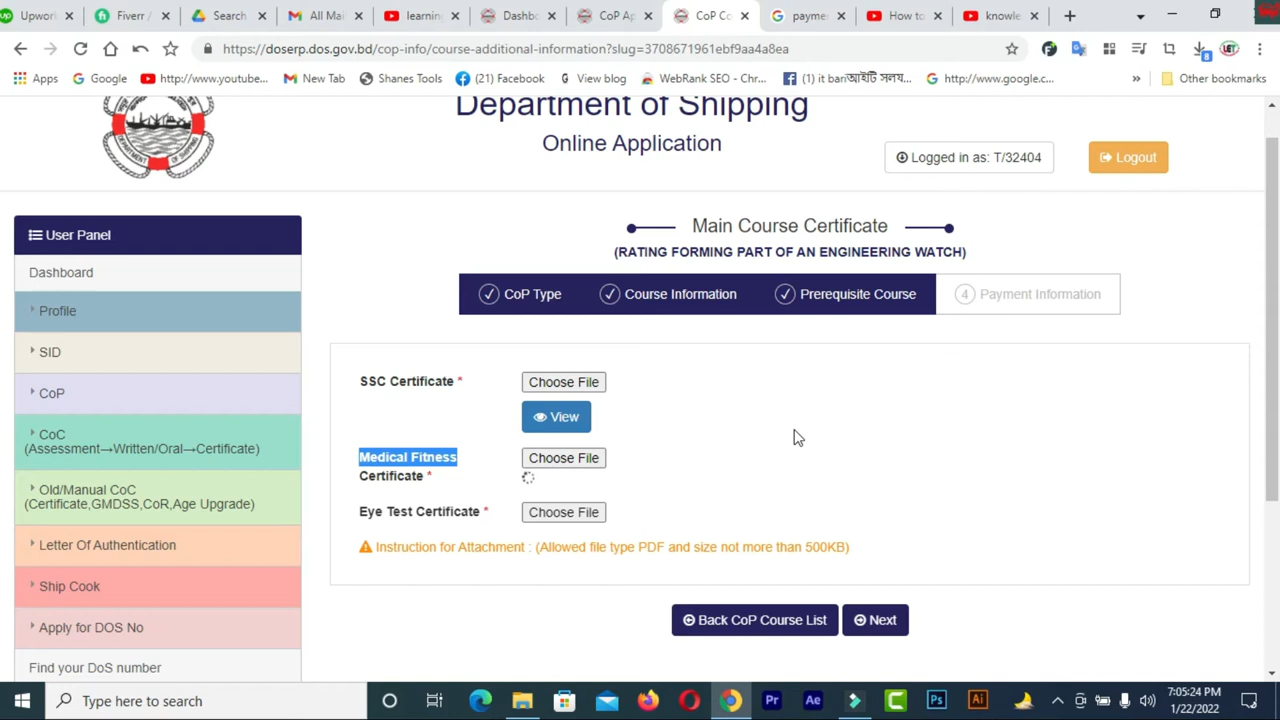 Upwork
Fiverr /
Search
All Mai
learning
Dashbo
CoP Ap
CoP Co
payme
How to
knowle
https://doserp.dos.gov.bd/cop-info/course-additional-information?slug=3708671961ebf9aa4a8ea
8
Apps
Google
http://www.youtube...
New Tab
Shanes Tools
(21) Facebook
View blog
WebRank SEO - Chr...
(1) it banআইটি সলয...
http://www.google.c...
»
Other bookmarks
Department of Shipping
Online Application
Logged in as: T/32404
Logout
User Panel
Dashboard
Profile
SID
CoP
CoC
(Assessment→Written/Oral→Certificate)
Old/Manual CoC
(Certificate,GMDSS,CoR,Age Upgrade)
Letter Of Authentication
Ship Cook
Apply for DOS No
Find your DoS number
Main Course Certificate
(RATING FORMING PART OF AN ENGINEERING WATCH)
CoP Type
Course Information
Prerequisite Course
4 Payment Information
SSC Certificate *
Choose File
View
Medical Fitness
Certificate *
Choose File
Eye Test Certificate *
Choose File
Instruction for Attachment : (Allowed file type PDF and size not more than 500KB)
Back CoP Course List
Next
Type here to search
Pr
Ae
Ps
Ai
7:05:24 PM
1/22/2022